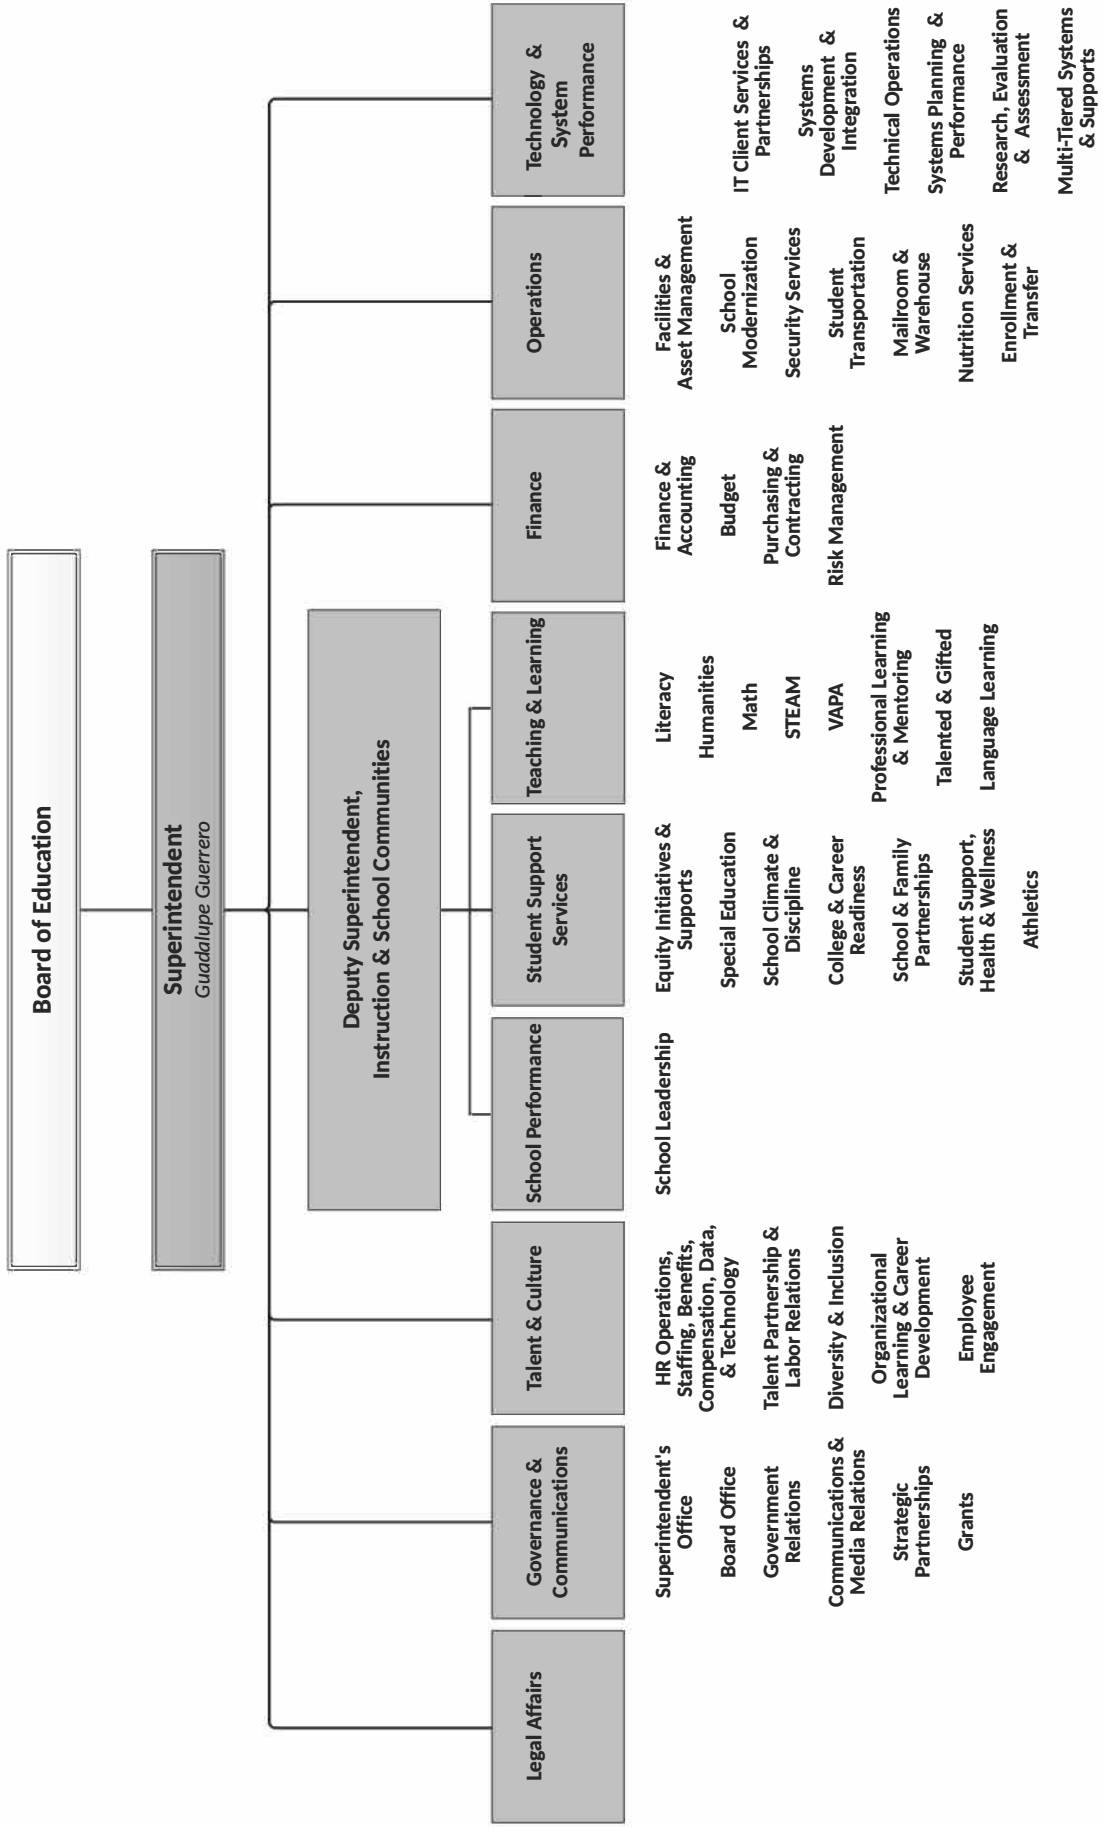 Board of Education
Superintendent
Guadalupe Guerrero
Deputy Superintendent,
Instruction & School Communities
Legal Affairs
Governance &
Communications
Superintendent's
Office
Board Office
Government
Relations
Communications &
Media Relations
Strategic
Partnerships
Grants
Talent & Culture
HR Operations,
Staffing, Benefits,
Compensation, Data,
& Technology
Talent Partnership &
Labor Relations
Diversity & Inclusion
Organizational
Learning & Career
Development
Employee
Engagement
School Performance
School Leadership
Student Support
Services
Equity Initiatives &
Supports
Special Education
School Climate &
Discipline
College & Career
Readiness
School & Family
Partnerships
Student Support,
Health & Wellness
Athletics
Teaching & Learning
Literacy
Humanities
Math
STEAM
VAPA
Professional Learning
& Mentoring
Talented & Gifted
Language Learning
Finance
Finance &
Accounting
Budget
Purchasing &
Contracting
Risk Management
Operations
Facilities &
Asset Management
School
Modernization
Security Services
Student
Transportation
Mailroom &
Warehouse
Nutrition Services
Enrollment &
Transfer
Technology &
System
Performance
IT Client Services &
Partnerships
Systems
Development &
Integration
Technical Operations
Systems Planning &
Performance
Research, Evaluation
& Assessment
Multi-Tiered Systems
& Supports